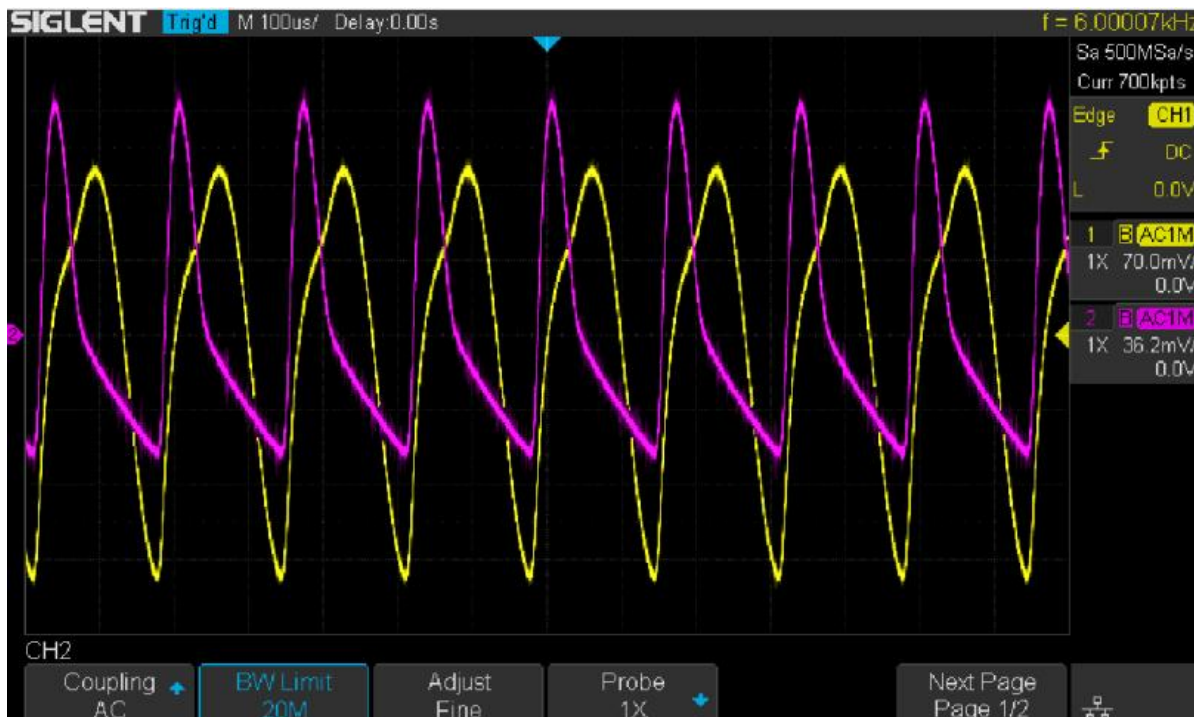 SIGLENT Trig'd M 100us/ Delay:0.00s f = 6.00007kHz
Sa 500MSa/s
Curr 700kpts
Edge CH1
DC
L 0.0V
1 B AC1M
1X 70.0mV/
0.0V
2
2 B AC1M
1X 36.2mV/
0.0V
CH2
Coupling
AC
BW Limit
20M
Adjust
Fine
Probe
1X
Next Page
Page 1/2